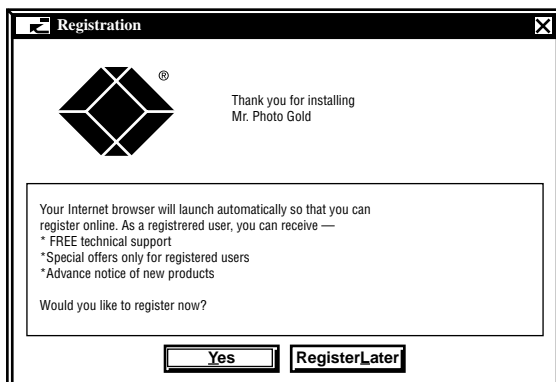 Registration
®
Thank you for installing
Mr. Photo Gold
Your Internet browser will launch automatically so that you can
register online. As a registrered user, you can receive —
* FREE technical support
*Special offers only for registered users
*Advance notice of new products
Would you like to register now?
Yes
RegisterLater